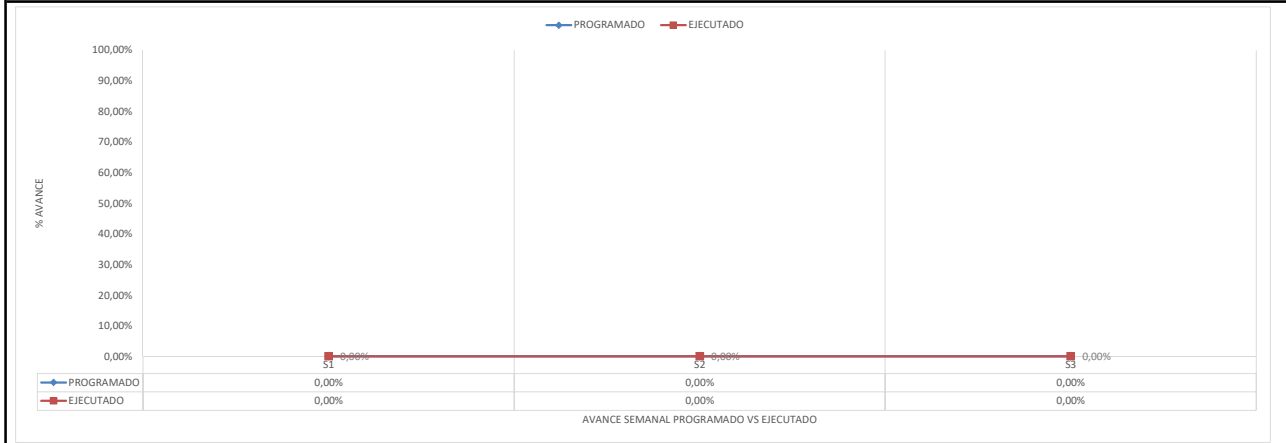 PROGRAMADO EJECUTADO
100,00%
90,00%
80,00%
70,00%
60,00%
50,00%
40,00%
30,00%
20,00%
10,00%
0,00%
% AVANCE
0,00% 0,00% 0,00%
S1 S2 S3
PROGRAMADO 0,00% 0,00% 0,00%
EJECUTADO 0,00% 0,00% 0,00%
AVANCE SEMANAL PROGRAMADO VS EJECUTADO